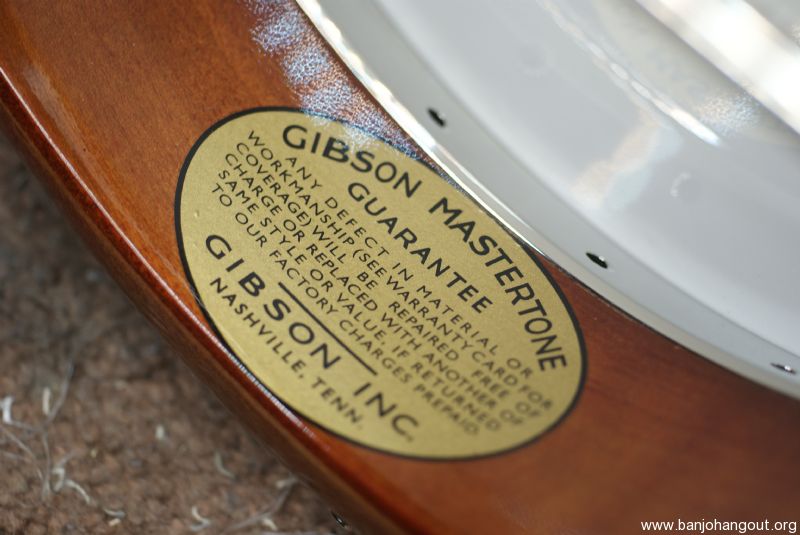 GIBSON MASTERTONE
GUARANTEE
ANY DEFECT IN MATERIAL OR
WORKMANSHIP (SEE WARRANTY CARD FOR
COVERAGE) WILL BE REPAIRED FREE OF
CHARGE OR REPLACED WITH ANOTHER OF
SAME STYLE OR VALUE, IF RETURNED
TO OUR FACTORY CHARGES PREPAID.
GIBSON INC.
NASHVILLE, TENN.
www.banjohangout.org